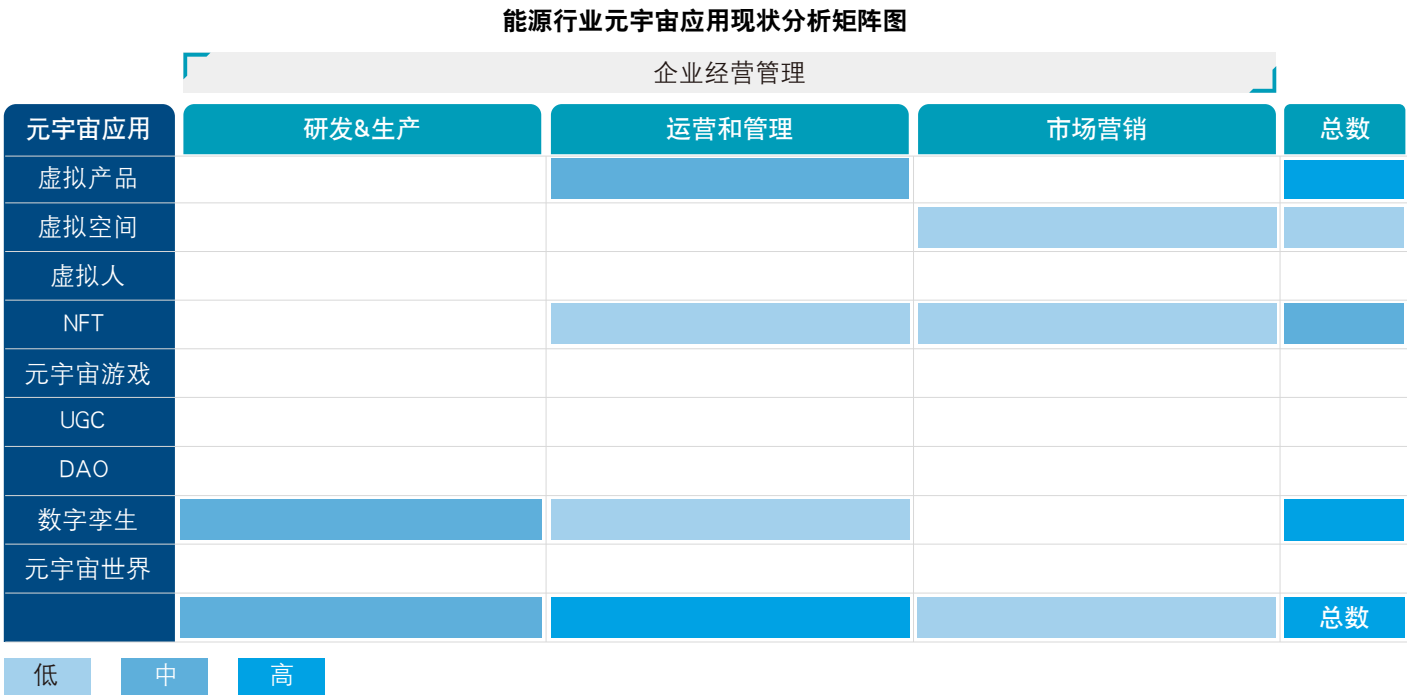 能源行业元宇宙应用现状分析矩阵图
企业经营管理
元宇宙应用 研发&生产 运营和管理 市场营销 总数
虚拟产品
虚拟空间
虚拟人
NFT
元宇宙游戏
UGC
DAO
数字孪生
元宇宙世界
总数
低 中 高